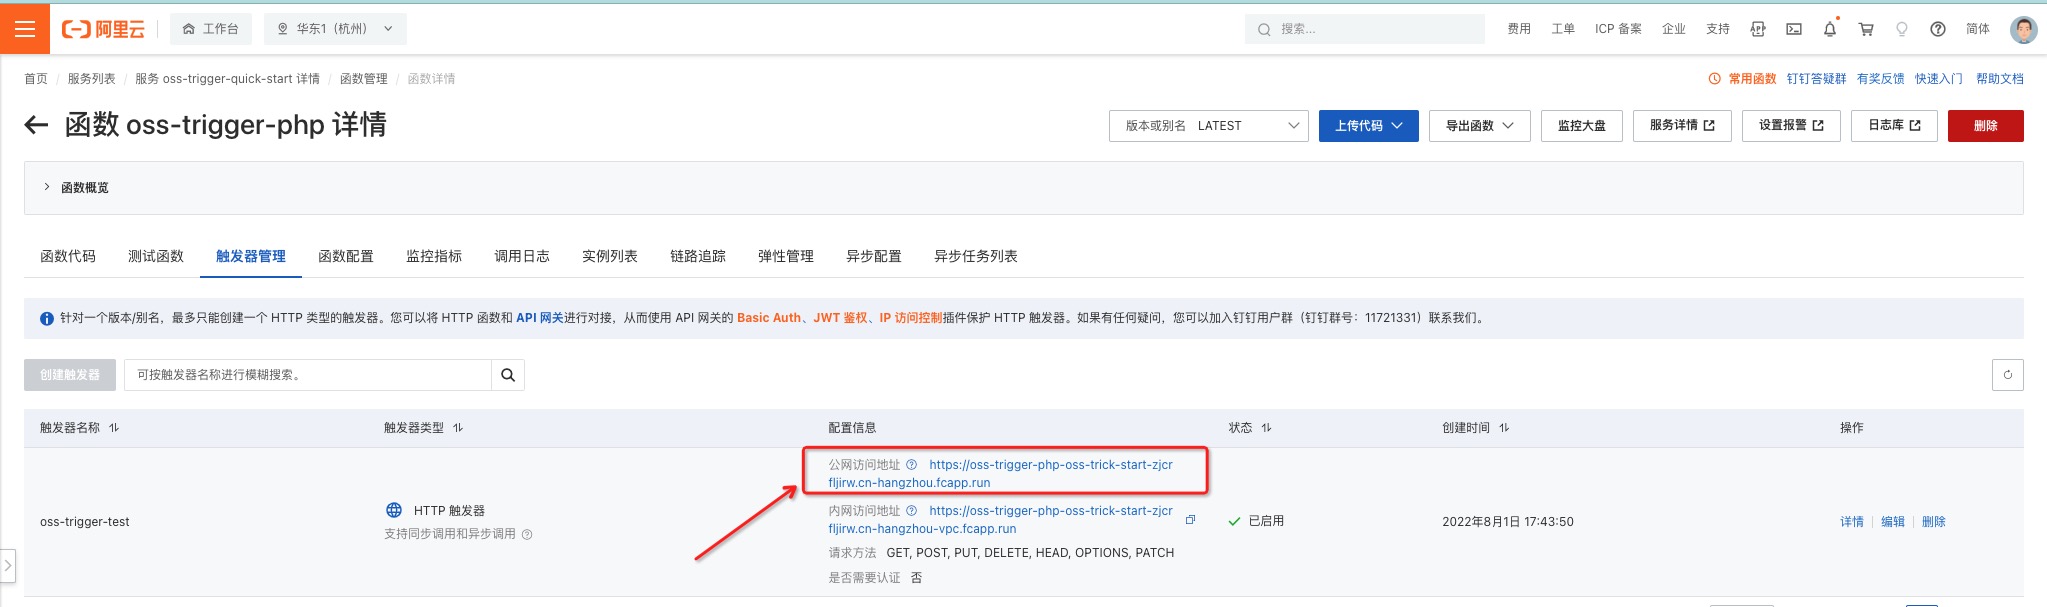 阿里云
工作台
华东1（杭州）
搜索...
费用
工单
ICP 备案
企业
支持
简体
首页 / 服务列表 / 服务 oss-trigger-quick-start 详情 / 函数管理 / 函数详情
常用函数
钉钉答疑群
有奖反馈
快速入门
帮助文档
函数 oss-trigger-php 详情
版本或别名 LATEST
上传代码
导出函数
监控大盘
服务详情
设置报警
日志库
删除
函数概览
函数代码
测试函数
触发器管理
函数配置
监控指标
调用日志
实例列表
链路追踪
弹性管理
异步配置
异步任务列表
针对一个版本/别名，最多只能创建一个 HTTP 类型的触发器。您可以将 HTTP 函数和 API 网关进行对接，从而使用 API 网关的 Basic Auth、JWT 鉴权、IP 访问控制插件保护 HTTP 触发器。如果有任何疑问，您可以加入钉钉用户群（钉钉群号：11721331）联系我们。
创建触发器
可按触发器名称进行模糊搜索。
触发器名称
触发器类型
配置信息
状态
创建时间
操作
oss-trigger-test
HTTP 触发器
支持同步调用和异步调用
公网访问地址 https://oss-trigger-php-oss-trick-start-zjcr
fljirw.cn-hangzhou.fcapp.run
内网访问地址 https://oss-trigger-php-oss-trick-start-zjcr
fljirw.cn-hangzhou-vpc.fcapp.run
请求方法 GET, POST, PUT, DELETE, HEAD, OPTIONS, PATCH
是否需要认证 否
已启用
2022年8月1日 17:43:50
详情
编辑
删除